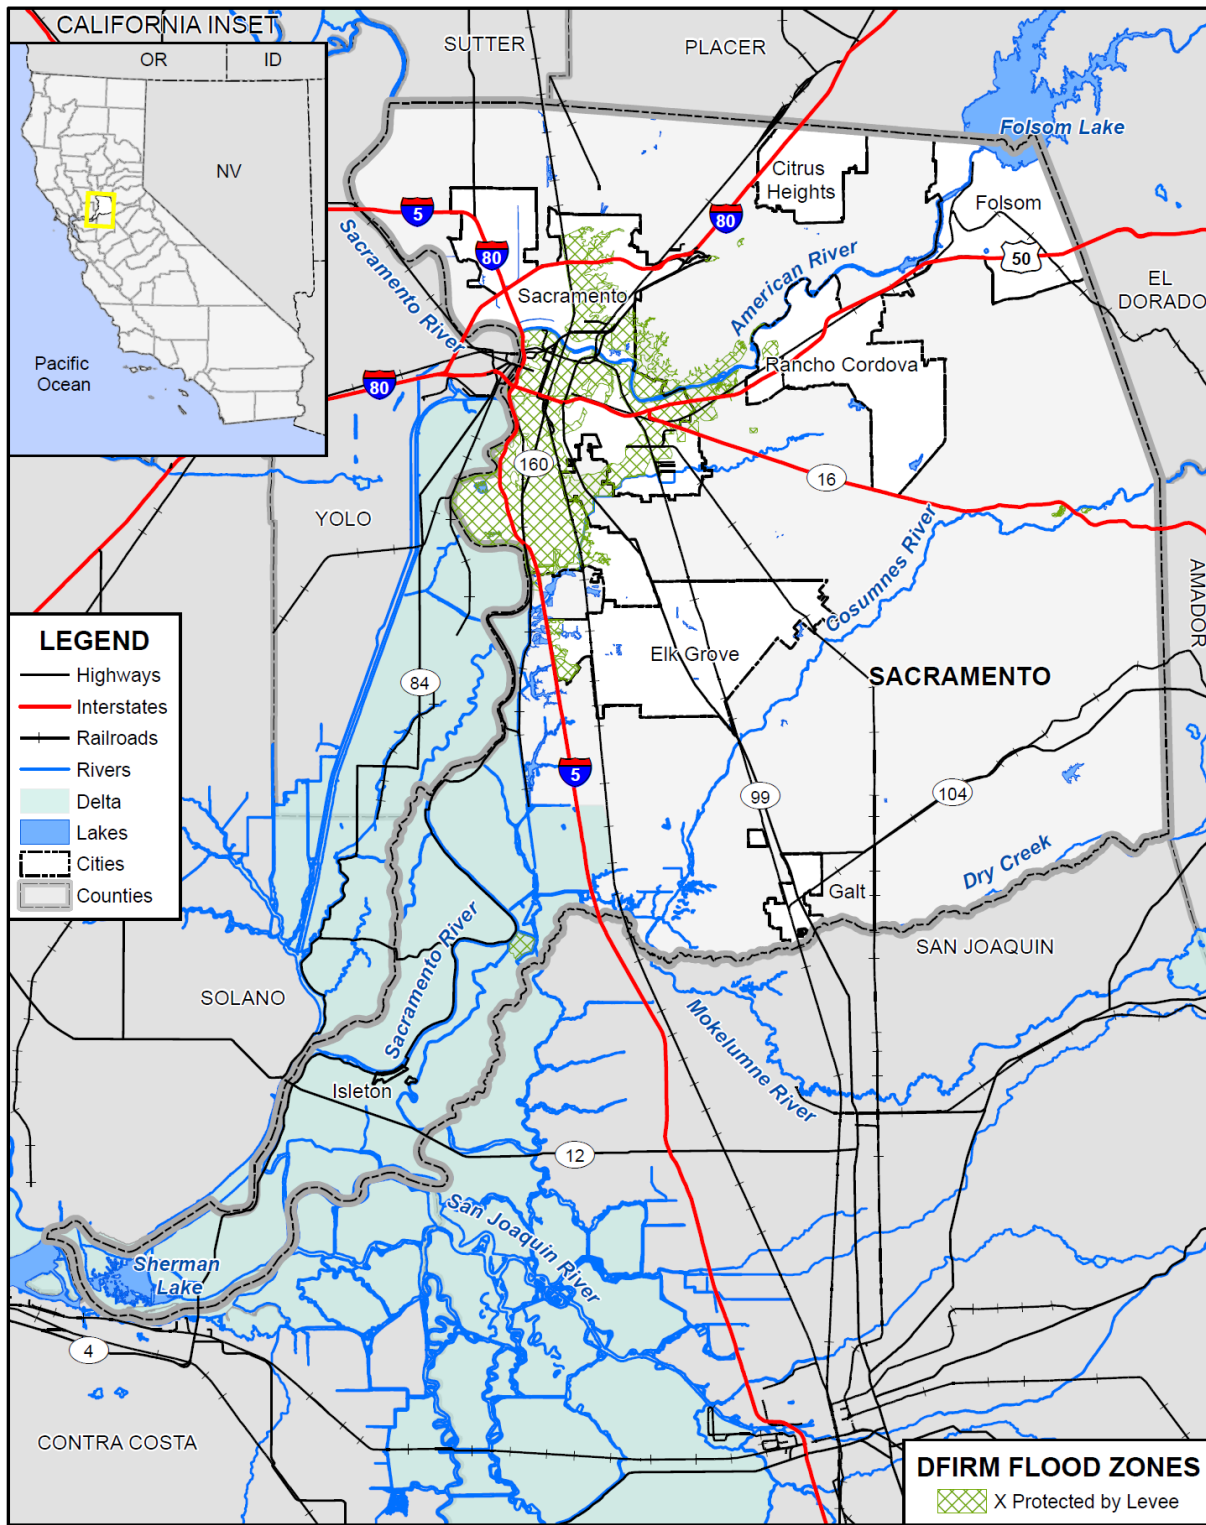 CALIFORNIA INSET
OR
ID
NV
Pacific
Ocean
SUTTER
PLACER
Folsom Lake
Citrus
Heights
Folsom
5
80
80
50
Sacramento River
American River
Sacramento
EL
DORADO
Rancho Cordova
80
160
16
YOLO
Cosumnes River
AMADOR
Elk Grove
SACRAMENTO
84
5
99
104
Dry Creek
Galt
SAN JOAQUIN
Sacramento River
SOLANO
Mokelumne River
Isleton
12
San Joaquin River
Sherman
Lake
4
CONTRA COSTA
LEGEND
Highways
Interstates
Railroads
Rivers
Delta
Lakes
Cities
Counties
DFIRM FLOOD ZONES
X Protected by Levee